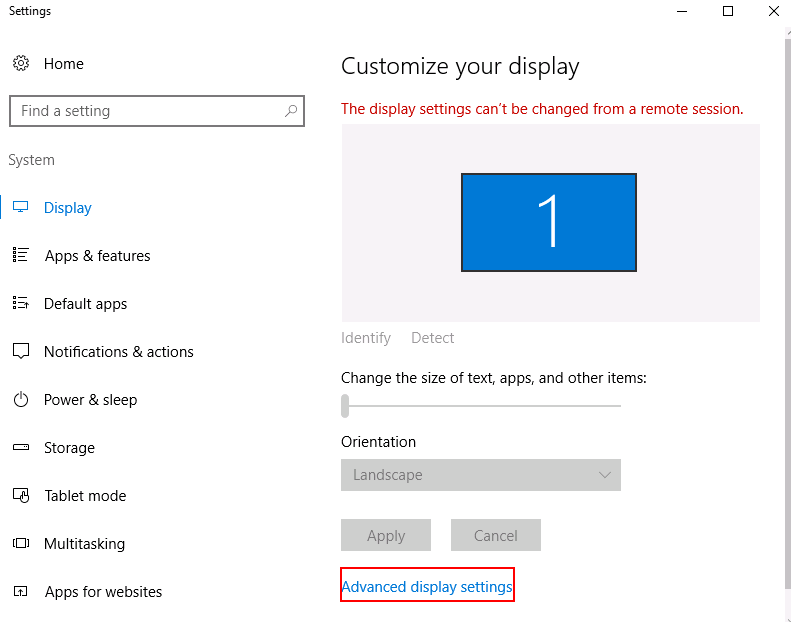 Settings
Home
Find a setting
System
Display
Apps & features
Default apps
Notifications & actions
Power & sleep
Storage
Tablet mode
Multitasking
Apps for websites
Customize your display
The display settings can't be changed from a remote session.
1
Identify Detect
Change the size of text, apps, and other items:
Orientation
Landscape
Apply Cancel
Advanced display settings